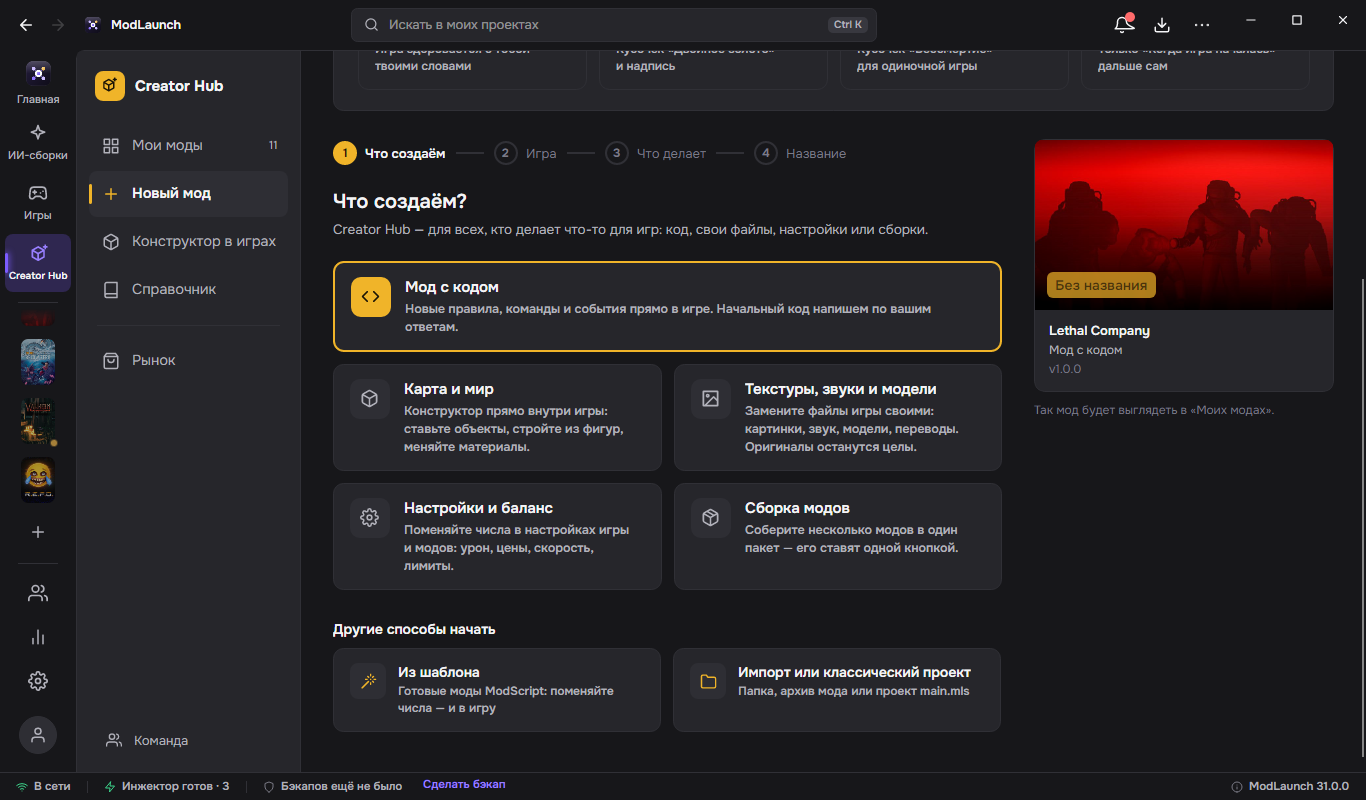 ModLaunch
Искать в моих проектах
Ctrl K
Главная
ИИ-сборки
Игры
Creator Hub
Creator Hub
Мои моды
11
Новый мод
Конструктор в играх
Справочник
Рынок
Команда
твоими словами
и надпись
для одиночной игры
дальше сам
1 Что создаём
2 Игра
3 Что делает
4 Название
Что создаём?
Creator Hub — для всех, кто делает что-то для игр: код, свои файлы, настройки или сборки.
Мод с кодом
Новые правила, команды и события прямо в игре. Начальный код напишем по вашим
ответам.
Карта и мир
Конструктор прямо внутри игры:
ставьте объекты, стройте из фигур,
меняйте материалы.
Текстуры, звуки и модели
Замените файлы игры своими:
картинки, звук, модели, переводы.
Оригиналы останутся целы.
Настройки и баланс
Поменяйте числа в настройках игры
и модов: урон, цены, скорость,
лимиты.
Сборка модов
Соберите несколько модов в один
пакет — его ставят одной кнопкой.
Другие способы начать
Из шаблона
Готовые моды ModScript: поменяйте
числа — и в игру
Импорт или классический проект
Папка, архив мода или проект main.mls
Без названия
Lethal Company
Мод с кодом
v1.0.0
Так мод будет выглядеть в «Моих модах».
В сети
Инжектор готов · 3
Бэкапов ещё не было
Сделать бэкап
ModLaunch 31.0.0